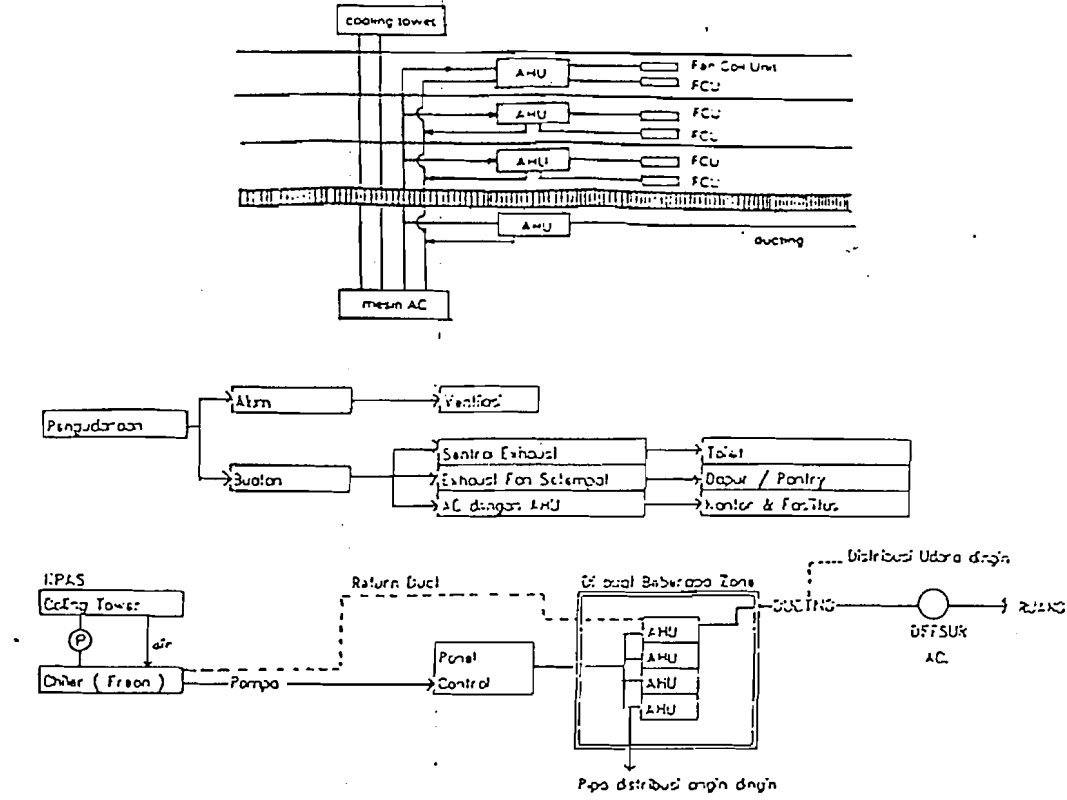 cooling tower
AHU
Fan Coil Unit
FCU
AHU
FCU
FCU
AHU
FCU
FCU
AHU
ducting
mesin AC
Pengudaraan
Alam
Ventilasi
Buatan
Sentral Exhaust
Toilet
Exhaust Fan Setempat
Dapur / Pantry
AC dengan AHU
Kantor & Fasilitas
Distribusi Udara dingin
Return Duct
Di buat Beberapa Zone
Coling Tower
P
air
Chiler ( Freon )
Pompa
Panel
Control
AHU
AHU
AHU
AHU
DUCTING
DIFFSUR
AC.
RUANG
Pipa distribusi angin dingin